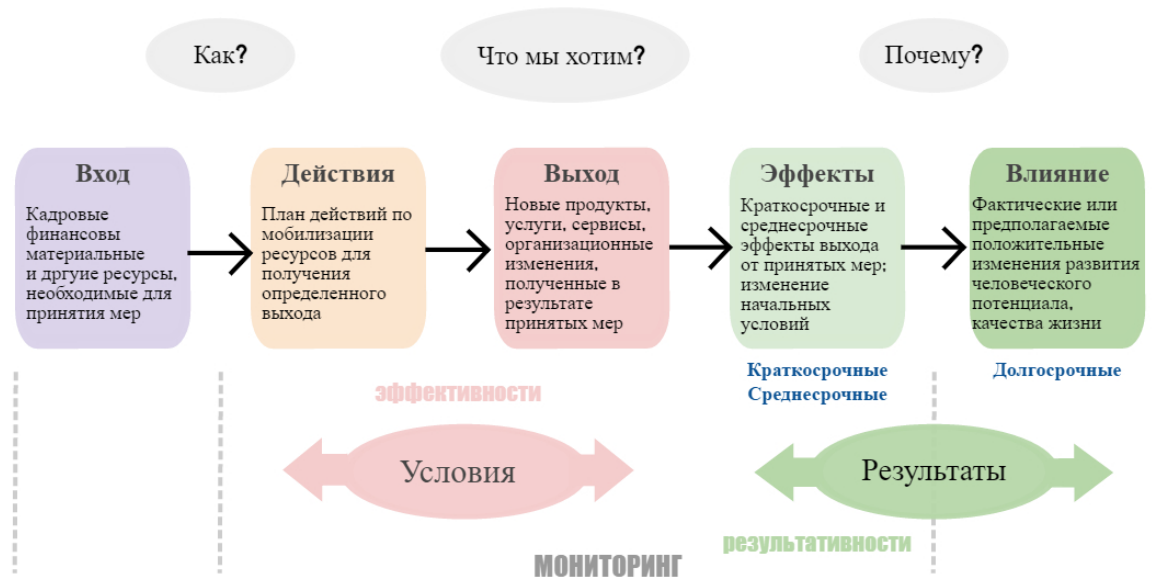 Как?
Что мы хотим?
Почему?
Вход
Кадровые
финансовы
материальные
и дргуие ресурсы,
необходимые для
принятия мер
Действия
План действий по
мобилизации
ресурсов для
получения
определенного
выхода
Выход
Новые продукты,
услуги, сервисы,
организационные
изменения,
полученные в
результате
принятых мер
Эффекты
Краткосрочные и
среднесрочные
эффекты выхода
от принятых мер;
изменение
начальных
условий
Влияние
Фактические или
предполагаемые
положительные
изменения развития
человеческого
потенциала,
качества жизни
Краткосрочные
Среднесрочные
Долгосрочные
эффективности
Условия
Результаты
результативности
МОНИТОРИНГ